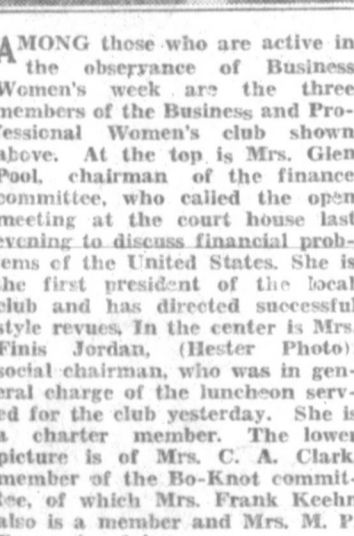 AMONG those who are active in
the observance of Business
Women's week are the three
members of the Business and Pro-
fessional Women's club shown
above. At the top is Mrs. Glen
Pool, chairman of the finance
committee, who called the open
meeting at the court house last
evening to discuss financial prob-
lems of the United States. She is
the first president of the local
club and has directed successful
style revues. In the center is Mrs.
Finis Jordan, (Hester Photo)
social chairman, who was in gen-
eral charge of the luncheon serv-
ed for the club yesterday. She is
a charter member. The lower
picture is of Mrs. C. A. Clark
member of the Bo-Knot commit-
tee, of which Mrs. Frank Keehr
also is a member and Mrs. M. P.